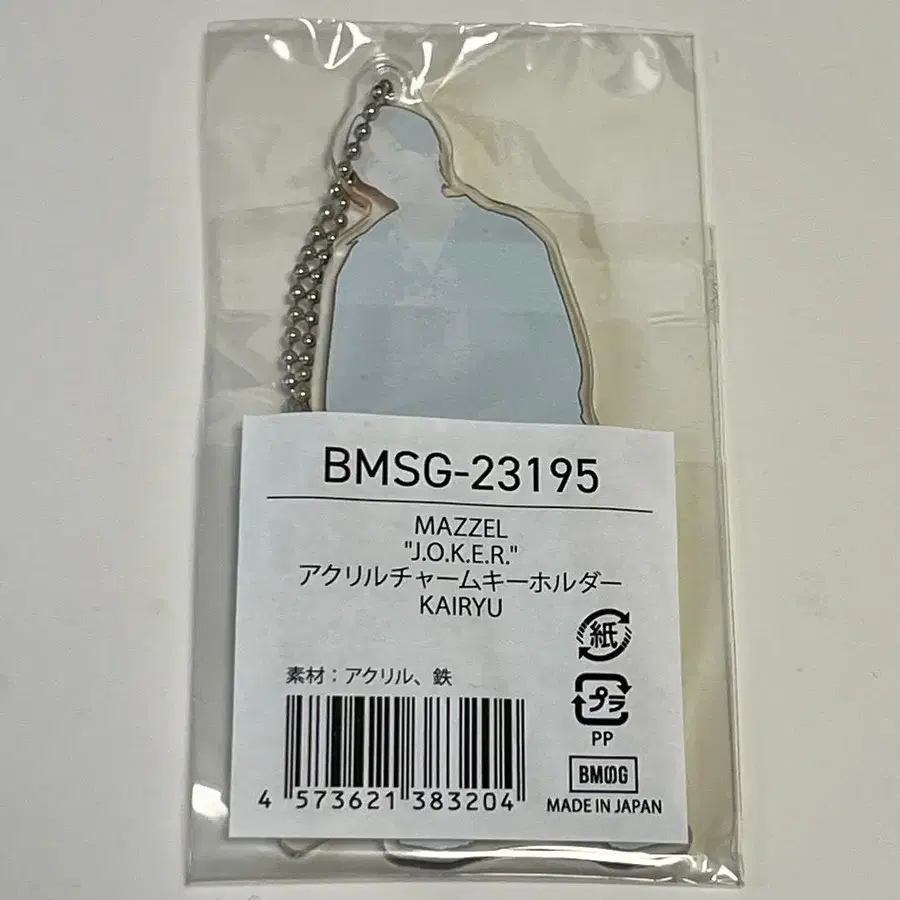 BMSG-23195
MAZZEL
"J.O.K.E.R."
アクリルチャームキーホルダー
KAIRYU
紙
素材：アクリル、鉄
プラ
PP
BMSG
4 573621 383204
MADE IN JAPAN